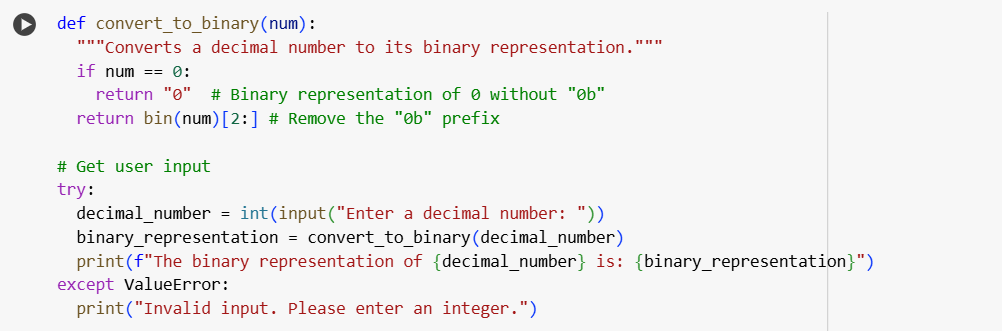 def convert_to_binary(num):
  """Converts a decimal number to its binary representation."""
  if num == 0:
    return "0"  # Binary representation of 0 without "0b"
  return bin(num)[2:] # Remove the "0b" prefix

# Get user input
try:
  decimal_number = int(input("Enter a decimal number: "))
  binary_representation = convert_to_binary(decimal_number)
  print(f"The binary representation of {decimal_number} is: {binary_representation}")
except ValueError:
  print("Invalid input. Please enter an integer.")